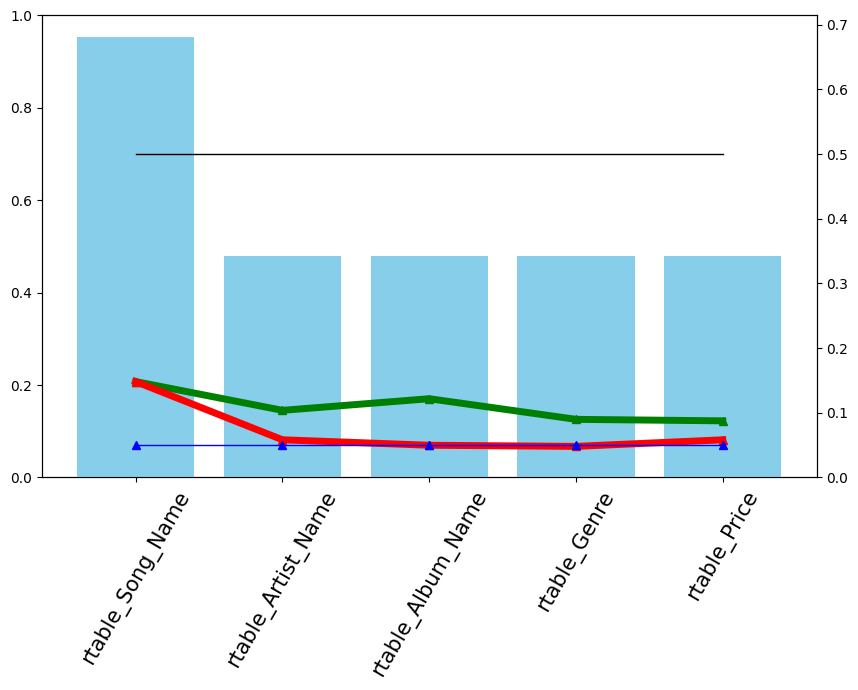 1.0
0.8
0.6
0.4
0.2
0.0
0.7
0.6
0.5
0.4
0.3
0.2
0.1
0.0
rtable_Song_Name
rtable_Artist_Name
rtable_Album_Name
rtable_Genre
rtable_Price